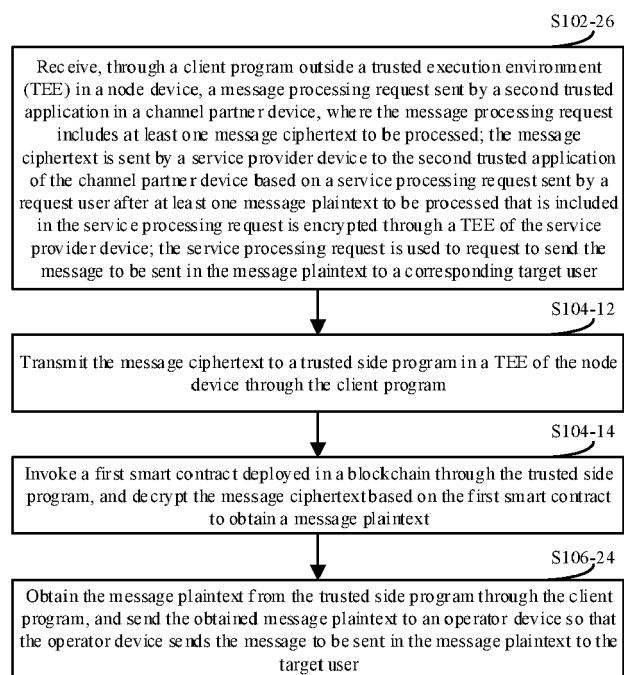 S102-26
Receive, through a client program outside a trusted execution environment
(TEE) in a node device, a message processing request sent by a second trusted
application in a channel partner device, where the message processing request
includes at least one message ciphertext to be processed; the message
ciphertext is sent by a service provider device to the second trusted application
of the channel partner device based on a service processing request sent by a
request user after at least one message plaintext to be processed that is included
in the service processing request is encrypted through a TEE of the service
provider device; the service processing request is used to request to send the
message to be sent in the message plaintext to a corresponding target user
S104-12
Transmit the message ciphertext to a trusted side program in a TEE of the node
device through the client program
S104-14
Invoke a first smart contract deployed in a blockchain through the trusted side
program, and decrypt the message ciphertext based on the first smart contract
to obtain a message plaintext
S106-24
Obtain the message plaintext from the trusted side program through the client
program, and send the obtained message plaintext to an operator device so that
the operator device sends the message to be sent in the message plaintext to the
target user